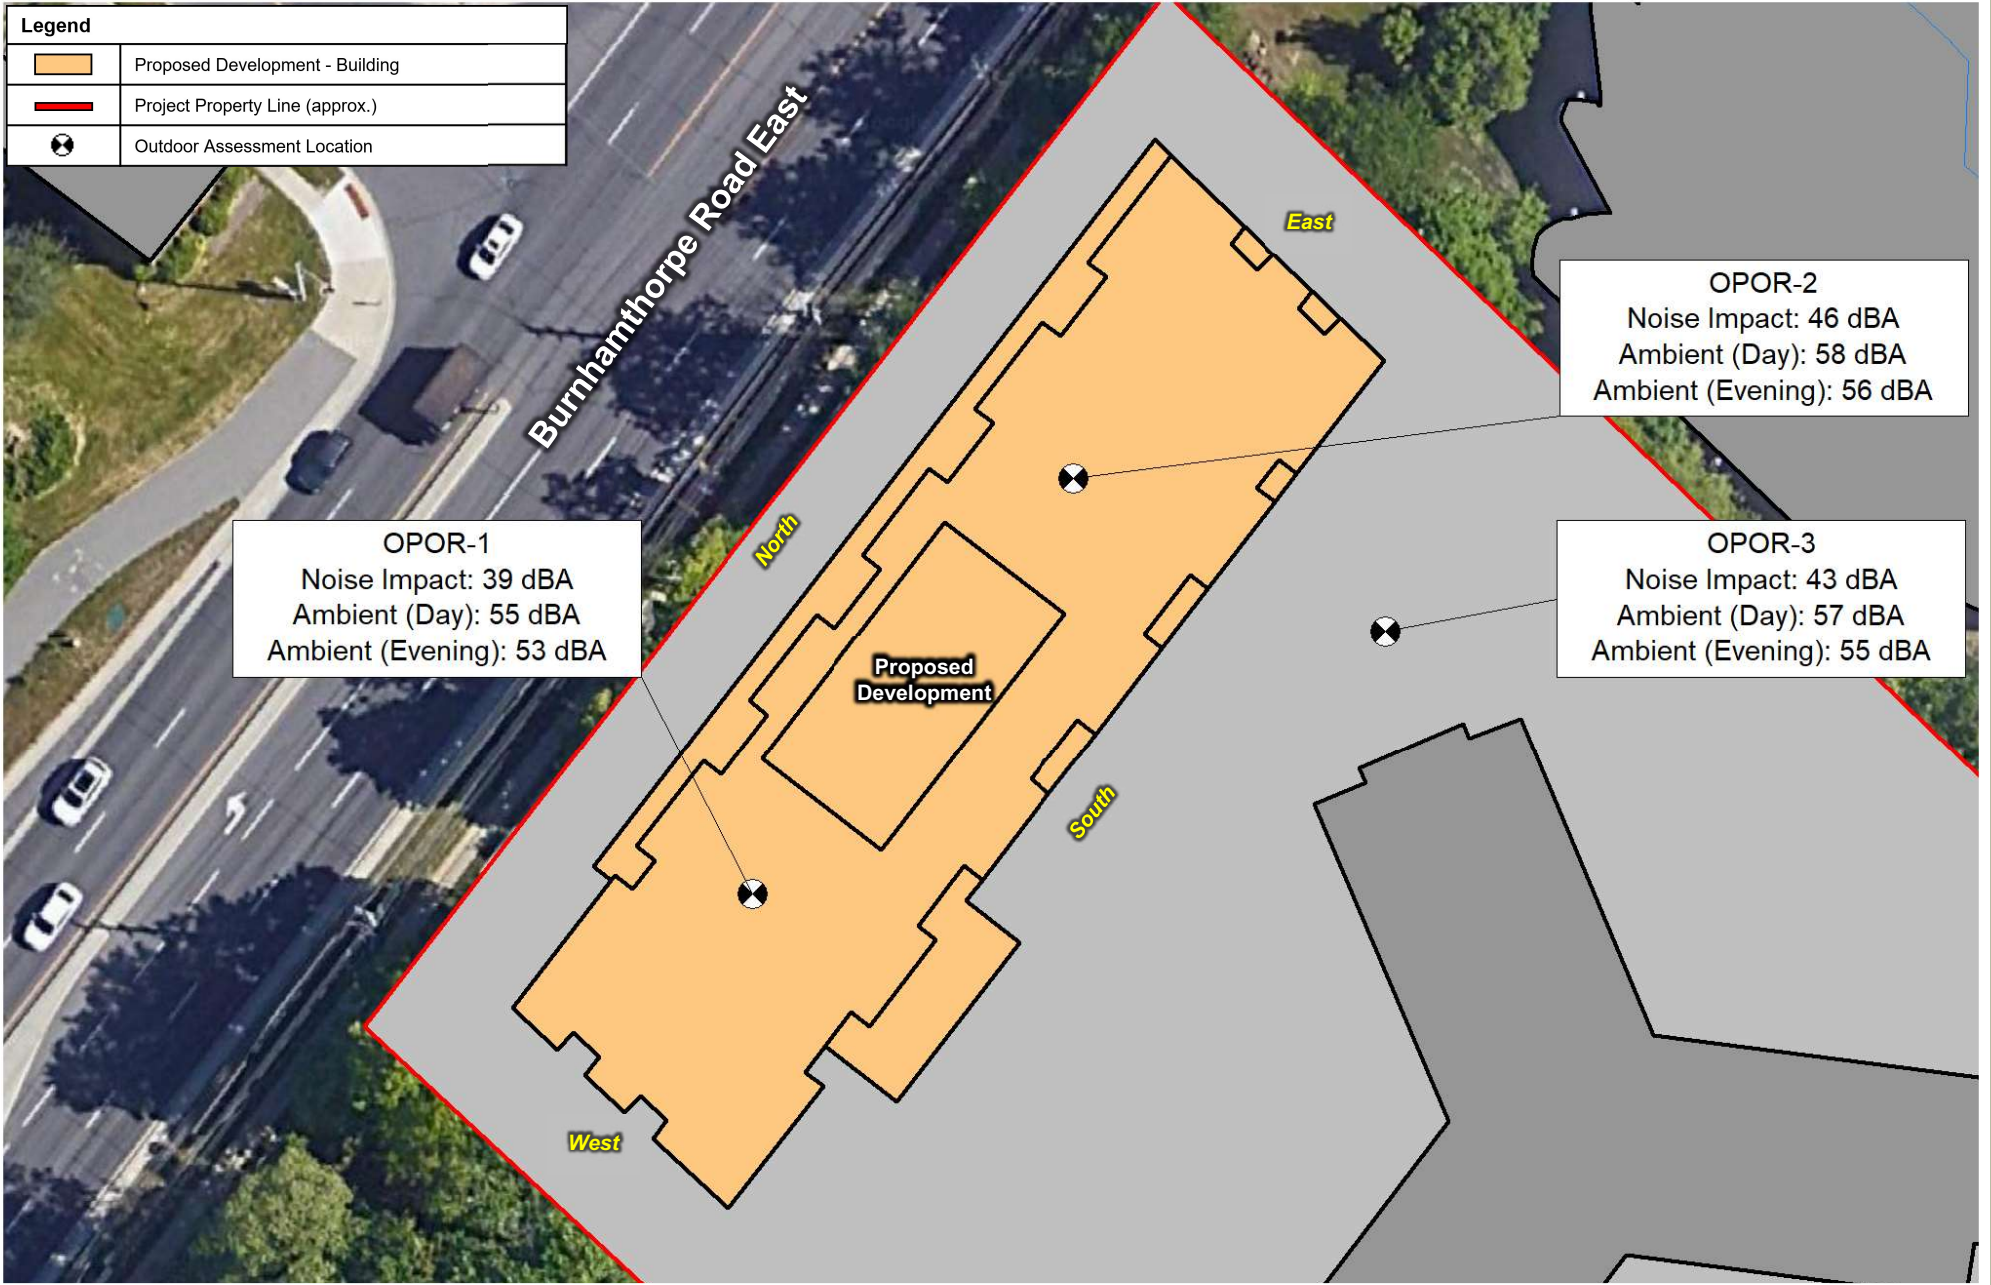 Legend
Proposed Development - Building
Project Property Line (approx.)
Outdoor Assessment Location
Burnhamthorpe Road East
East
OPOR-2
Noise Impact: 46 dBA
Ambient (Day): 58 dBA
Ambient (Evening): 56 dBA
North
OPOR-1
Noise Impact: 39 dBA
Ambient (Day): 55 dBA
Ambient (Evening): 53 dBA
OPOR-3
Noise Impact: 43 dBA
Ambient (Day): 57 dBA
Ambient (Evening): 55 dBA
Proposed
Development
South
West